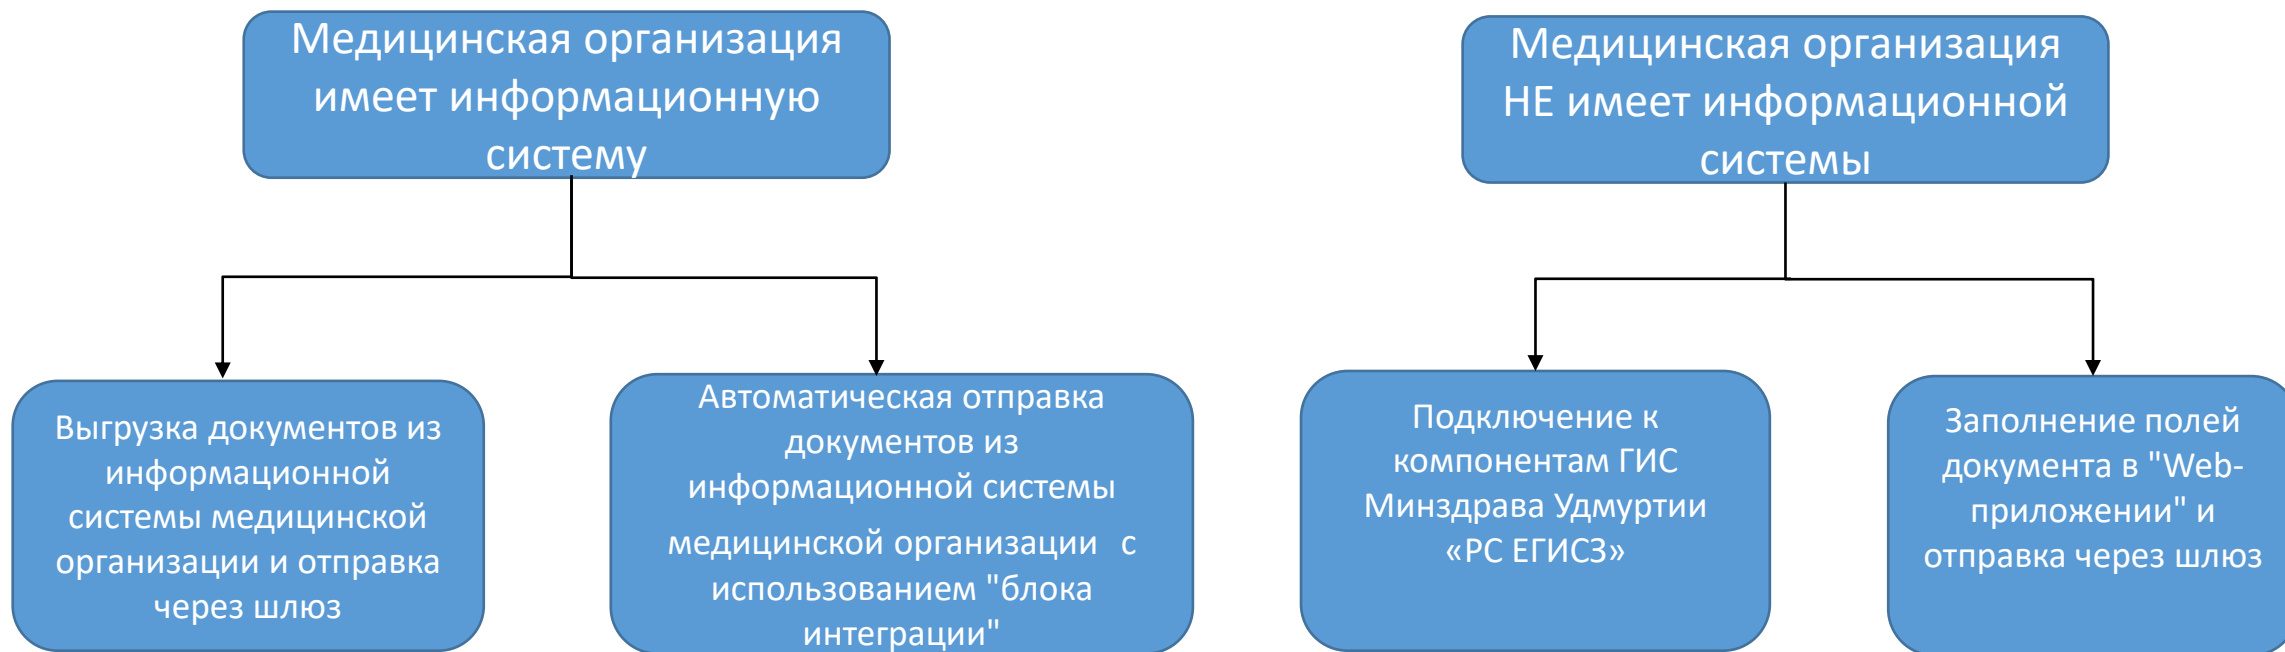 Медицинская организация
имеет информационную
систему
Медицинская организация
НЕ имеет информационной
системы
Выгрузка документов из
информационной
системы медицинской
организации и отправка
через шлюз
Автоматическая отправка
документов из
информационной системы
медицинской организации с
использованием "блока
интеграции"
Подключение к
компонентам ГИС
Минздрава Удмуртии
«РС ЕГИСЗ»
Заполнение полей
документа в "Web-
приложении" и
отправка через шлюз